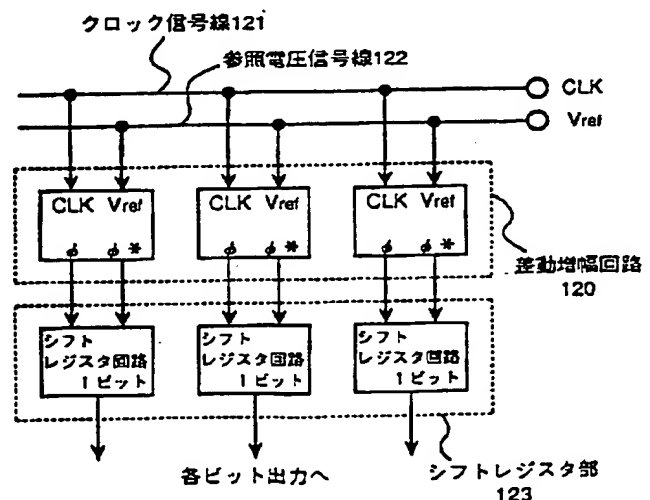 クロック信号線121
参照電圧信号線122
CLK
Vref
CLK Vref
φ φ*
CLK Vref
φ φ*
CLK Vref
φ φ*
差動増幅回路
120
シフト
レジスタ回路
1ビット
シフト
レジスタ回路
1ビット
シフト
レジスタ回路
1ビット
各ビット出力へ
シフトレジスタ部
123